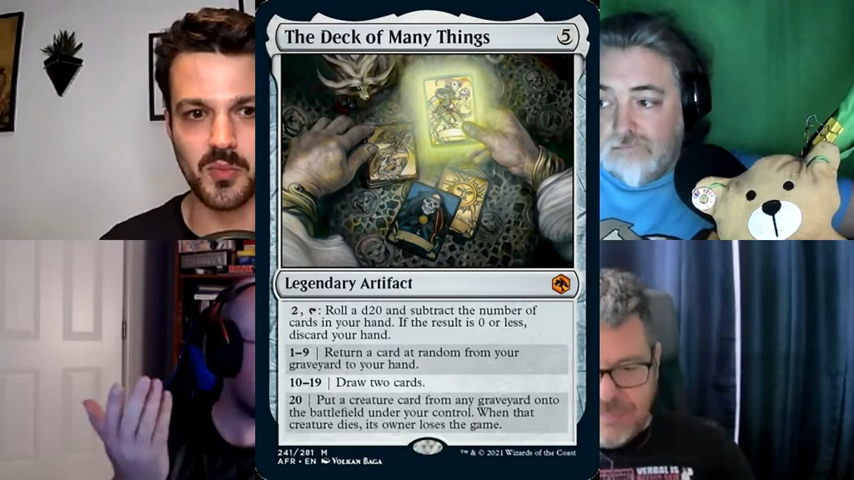 The Deck of Many Things 5
Legendary Artifact
2, : Roll a d20 and subtract the number of
cards in your hand. If the result is 0 or less,
discard your hand.
1–9 | Return a card at random from your
graveyard to your hand.
10–19 | Draw two cards.
20 | Put a creature card from any graveyard onto
the battlefield under your control. When that
creature dies, its owner loses the game.
241/281 M
AFR • EN VOLKAN BAGA
™ & © 2021 Wizards of the Coast
VERBAL IS